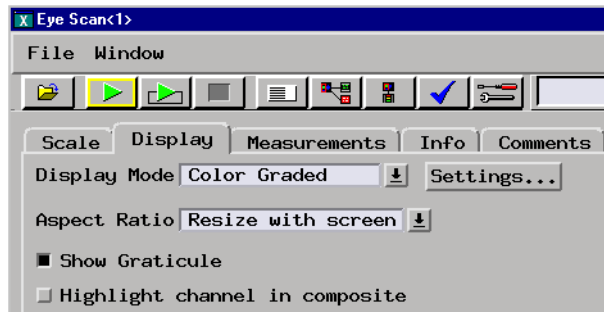 Eye Scan<1>
File Window
Scale Display Measurements Info Comments
Display Mode Color Graded Settings...
Aspect Ratio Resize with screen
Show Graticule
Highlight channel in composite